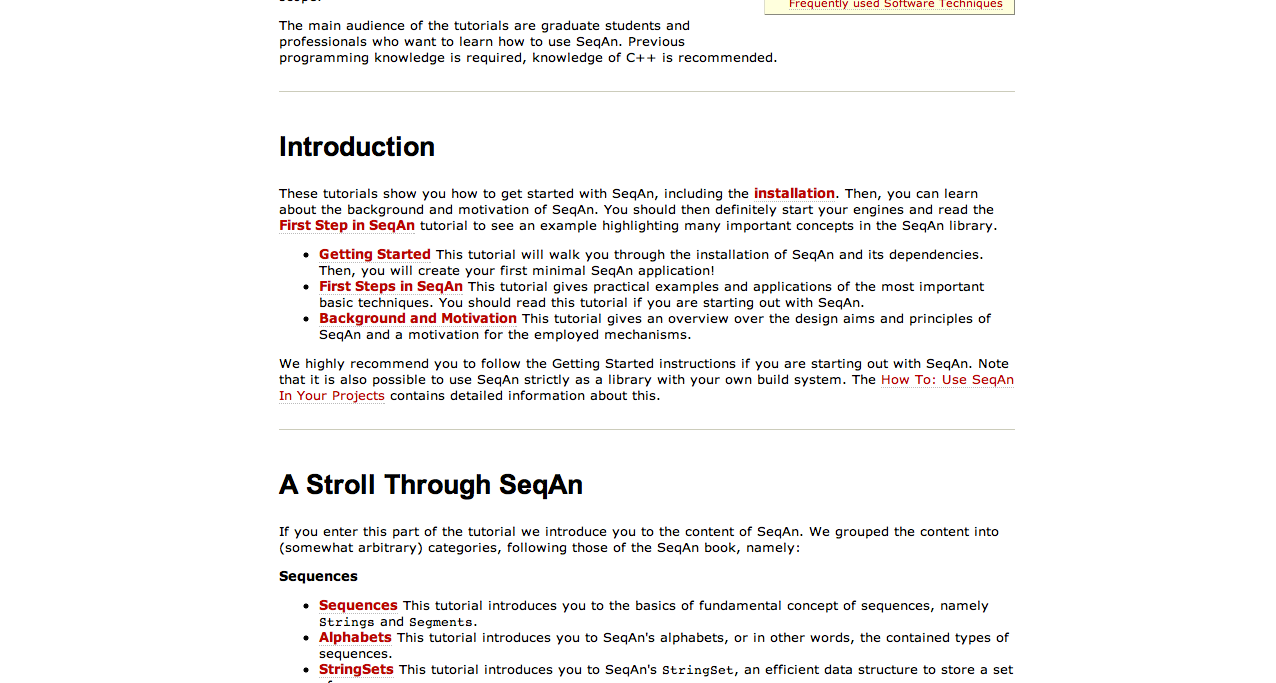 Frequently used Software Techniques
The main audience of the tutorials are graduate students and
professionals who want to learn how to use SeqAn. Previous
programming knowledge is required, knowledge of C++ is recommended.
Introduction
These tutorials show you how to get started with SeqAn, including the installation. Then, you can learn
about the background and motivation of SeqAn. You should then definitely start your engines and read the
First Step in SeqAn tutorial to see an example highlighting many important concepts in the SeqAn library.
Getting Started This tutorial will walk you through the installation of SeqAn and its dependencies.
Then, you will create your first minimal SeqAn application!
First Steps in SeqAn This tutorial gives practical examples and applications of the most important
basic techniques. You should read this tutorial if you are starting out with SeqAn.
Background and Motivation This tutorial gives an overview over the design aims and principles of
SeqAn and a motivation for the employed mechanisms.
We highly recommend you to follow the Getting Started instructions if you are starting out with SeqAn. Note
that it is also possible to use SeqAn strictly as a library with your own build system. The How To: Use SeqAn
In Your Projects contains detailed information about this.
A Stroll Through SeqAn
If you enter this part of the tutorial we introduce you to the content of SeqAn. We grouped the content into
(somewhat arbitrary) categories, following those of the SeqAn book, namely:
Sequences
Sequences This tutorial introduces you to the basics of fundamental concept of sequences, namely
Strings and Segments.
Alphabets This tutorial introduces you to SeqAn's alphabets, or in other words, the contained types of
sequences.
StringSets This tutorial introduces you to SeqAn's StringSet, an efficient data structure to store a set